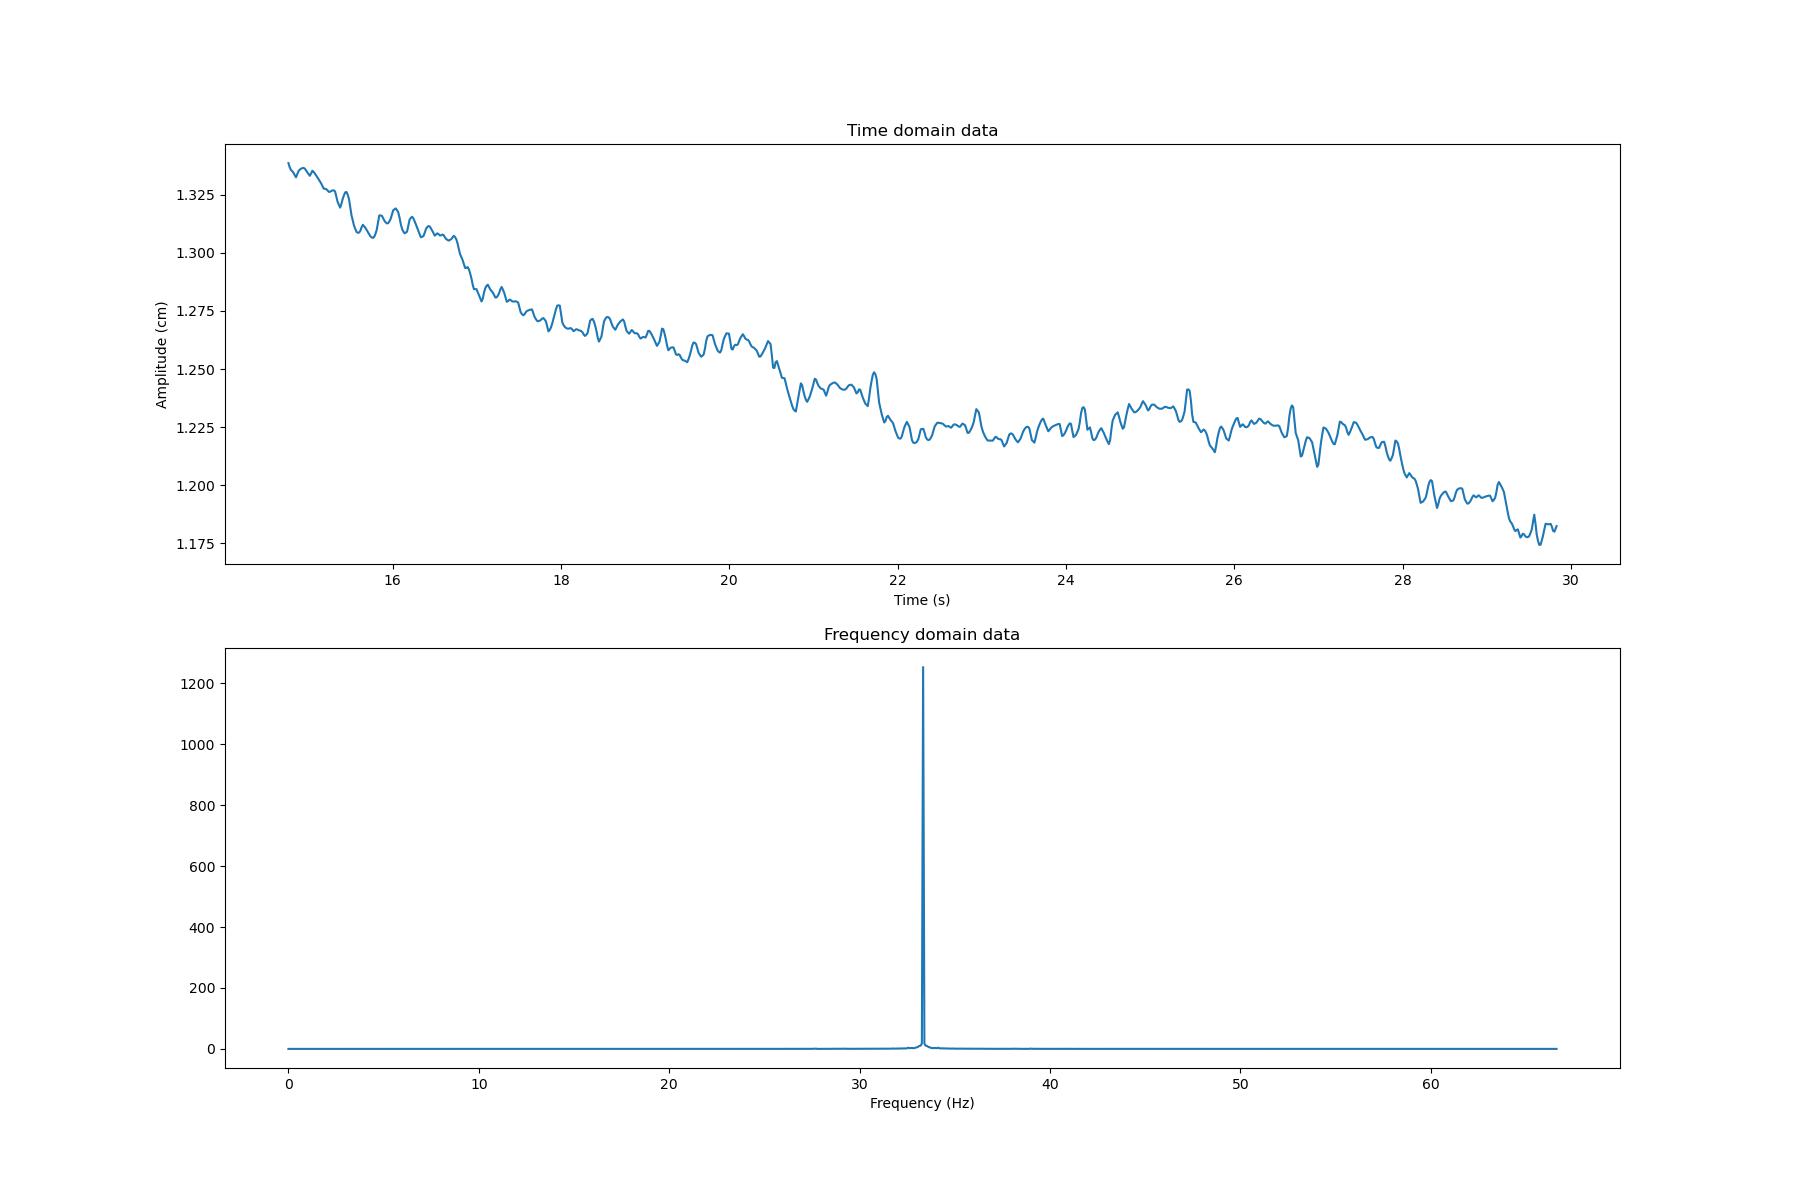 Time domain data
1.325
1.300
1.275
1.250
1.225
1.200
1.175
Amplitude (cm)
16 18 20 22 24 26 28 30
Time (s)
Frequency domain data
1200
1000
800
600
400
200
0
0 10 20 30 40 50 60
Frequency (Hz)